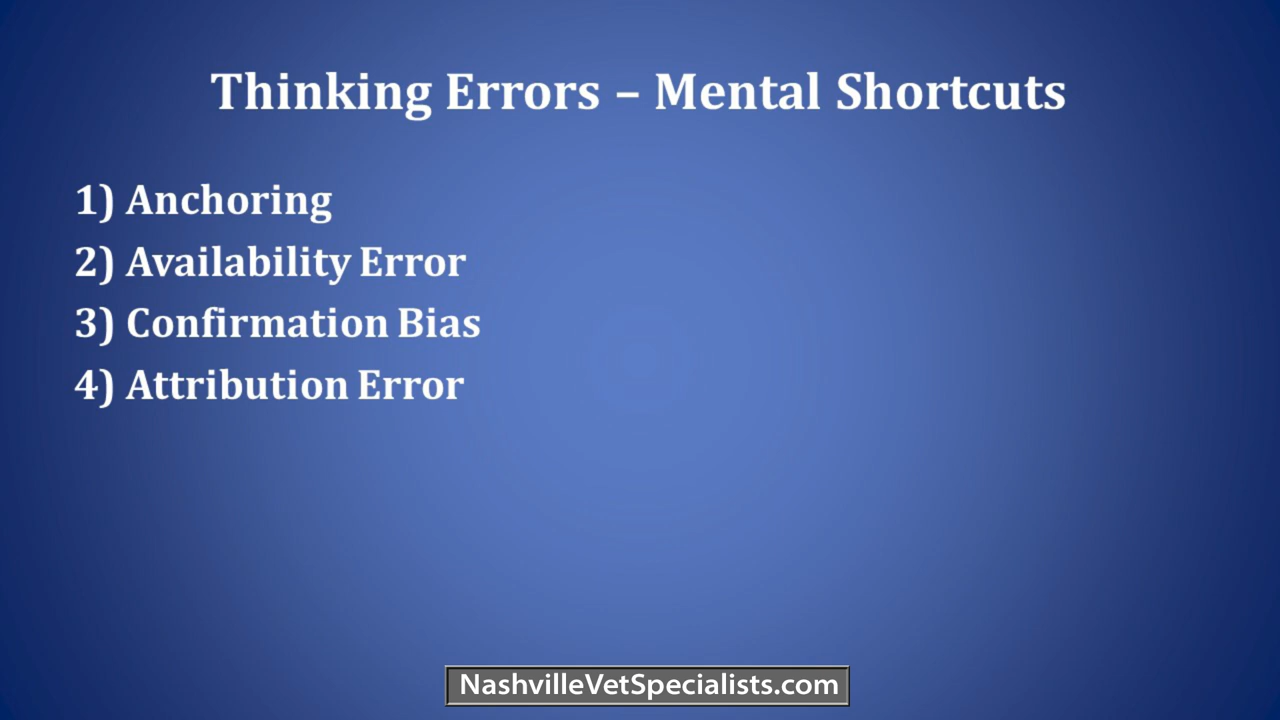 Thinking Errors – Mental Shortcuts
1) Anchoring
2) Availability Error
3) Confirmation Bias
4) Attribution Error
NashvilleVetSpecialists.com